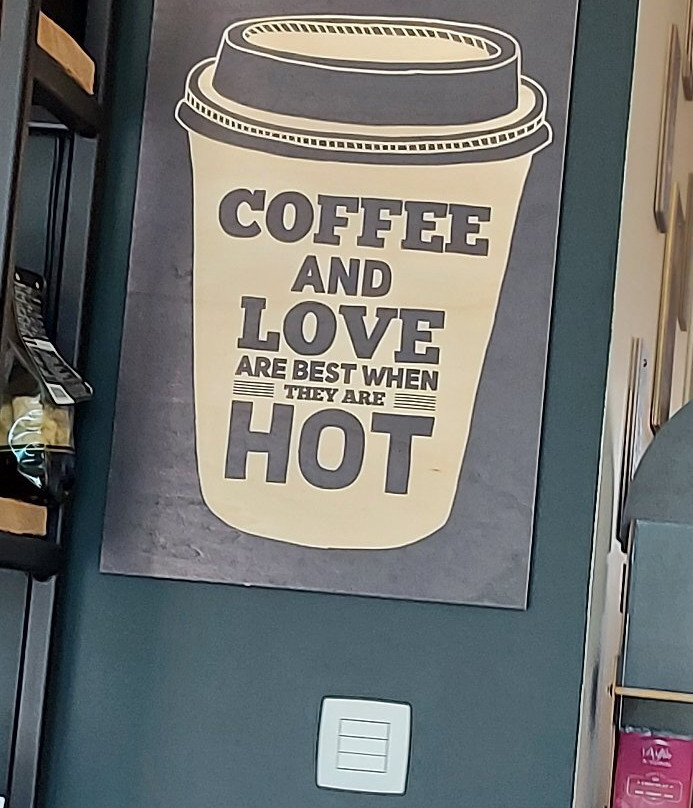 COFFEE
AND
LOVE
ARE BEST WHEN
THEY ARE
HOT